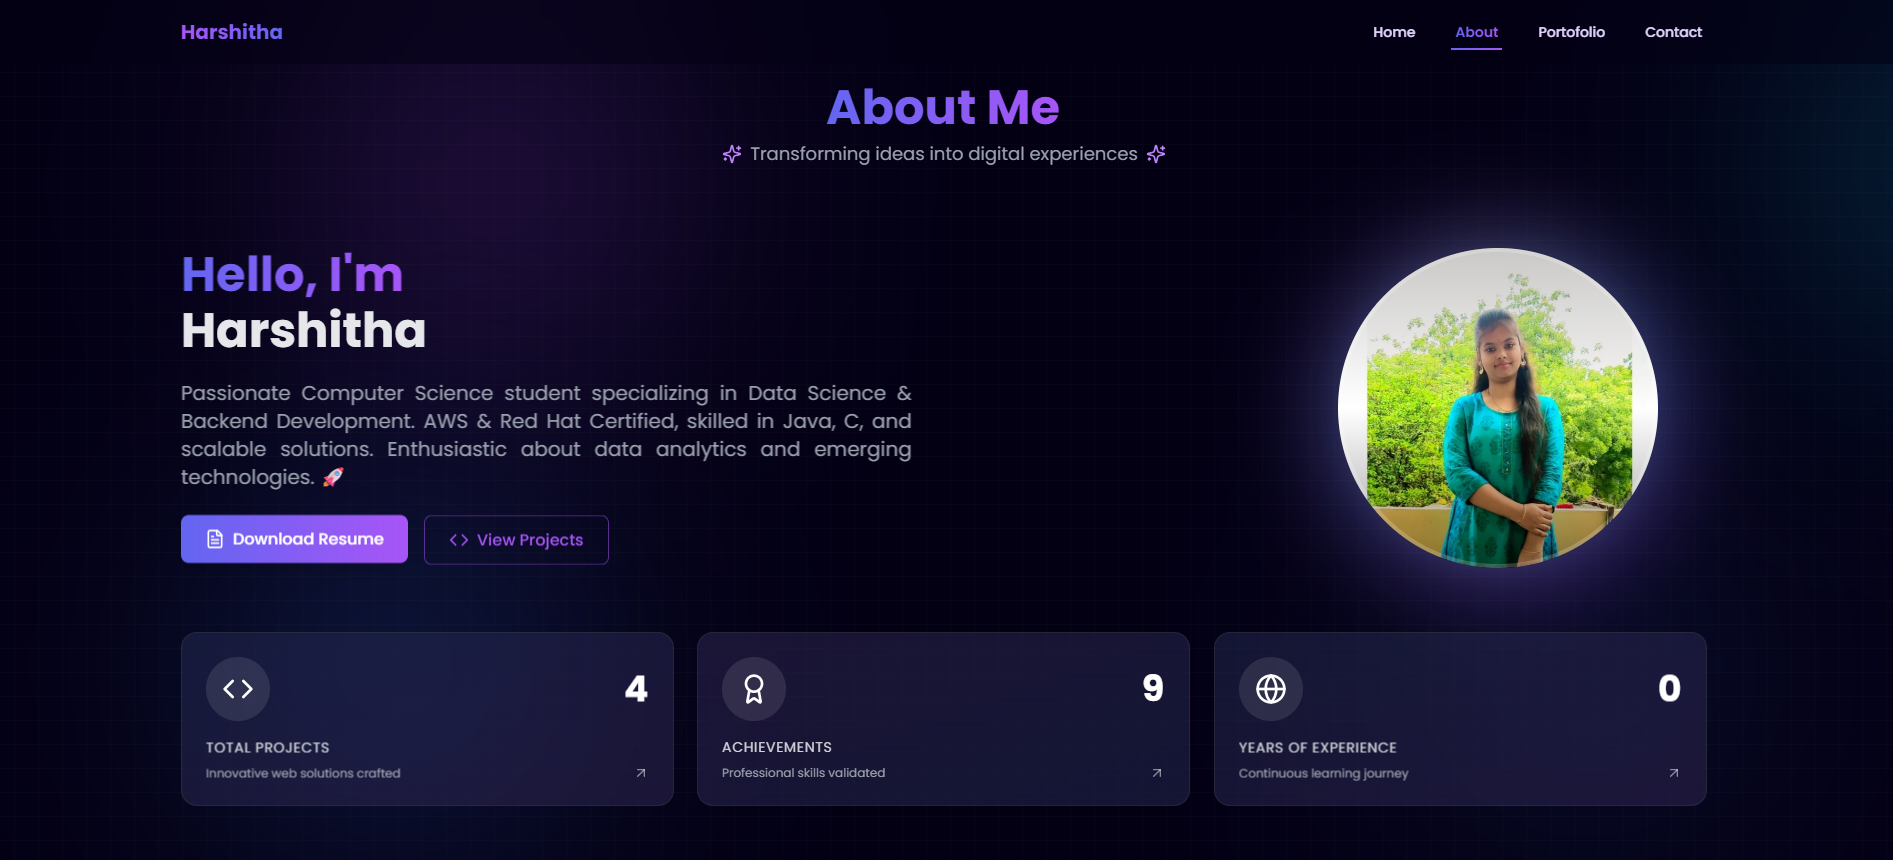 Harshitha
Home About Portofolio Contact
About Me
Transforming ideas into digital experiences
Hello, I'm
Harshitha
Passionate Computer Science student specializing in Data Science &
Backend Development. AWS & Red Hat Certified, skilled in Java, C, and
scalable solutions. Enthusiastic about data analytics and emerging
technologies. 🚀
Download Resume
View Projects
4
TOTAL PROJECTS
Innovative web solutions crafted
9
ACHIEVEMENTS
Professional skills validated
0
YEARS OF EXPERIENCE
Continuous learning journey